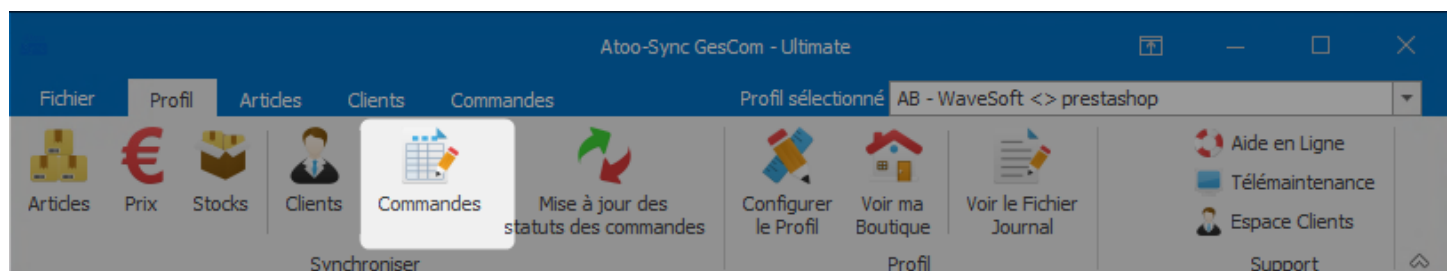 Atoo-Sync GesCom - Ultimate
Fichier Profil Articles Clients Commandes Profil sélectionné AB - WaveSoft <> prestashop
Articles Prix Stocks Clients Commandes
Mise à jour des
statuts des commandes
Configurer
le Profil
Voir ma
Boutique
Voir le Fichier
Journal
Aide en Ligne
Télémaintenance
Espace Clients
Synchroniser Profil Support